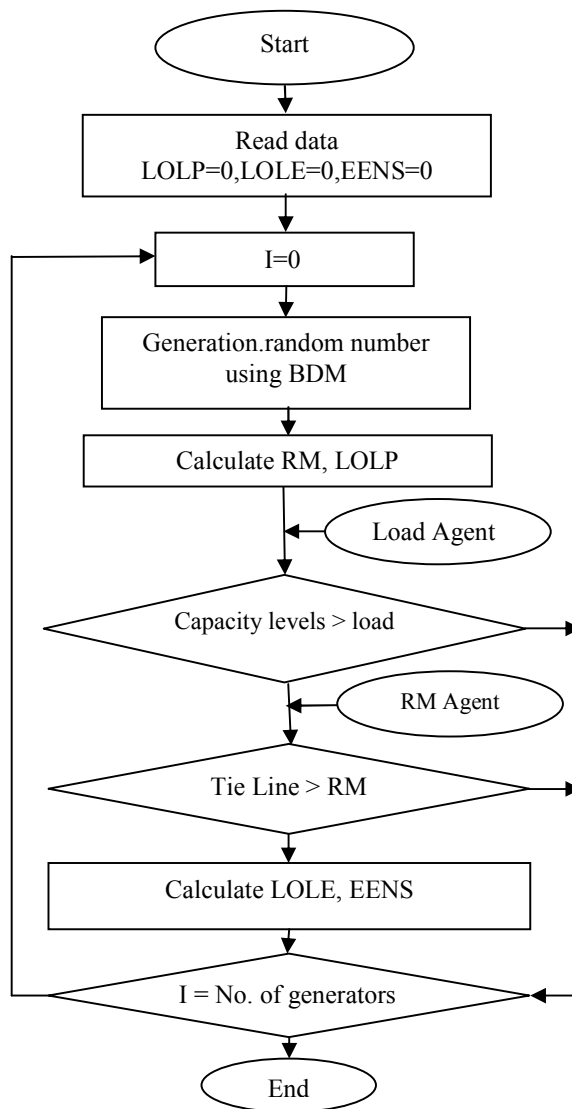 Start
Read data
LOLP=0,LOLE=0,EENS=0
I=0
Generation.random number
using BDM
Calculate RM, LOLP
Load Agent
Capacity levels > load
RM Agent
Tie Line > RM
Calculate LOLE, EENS
I = No. of generators
End